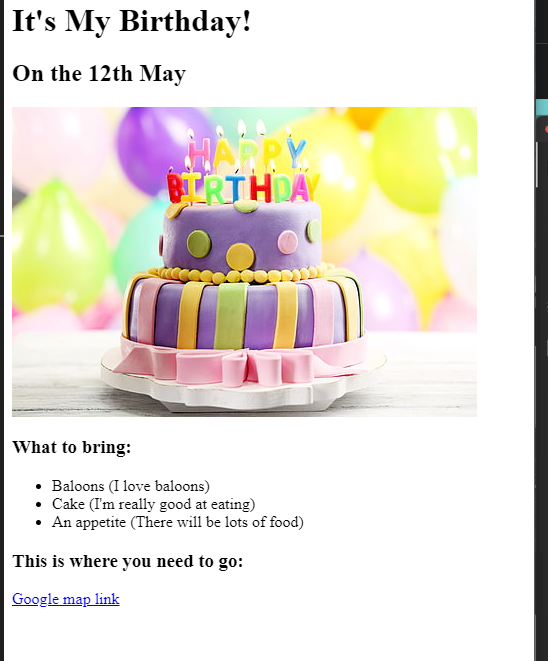 It's My Birthday!
On the 12th May
HAPPY
BIRTHDAY
What to bring:
Baloons (I love baloons)
Cake (I'm really good at eating)
An appetite (There will be lots of food)
This is where you need to go:
Google map link